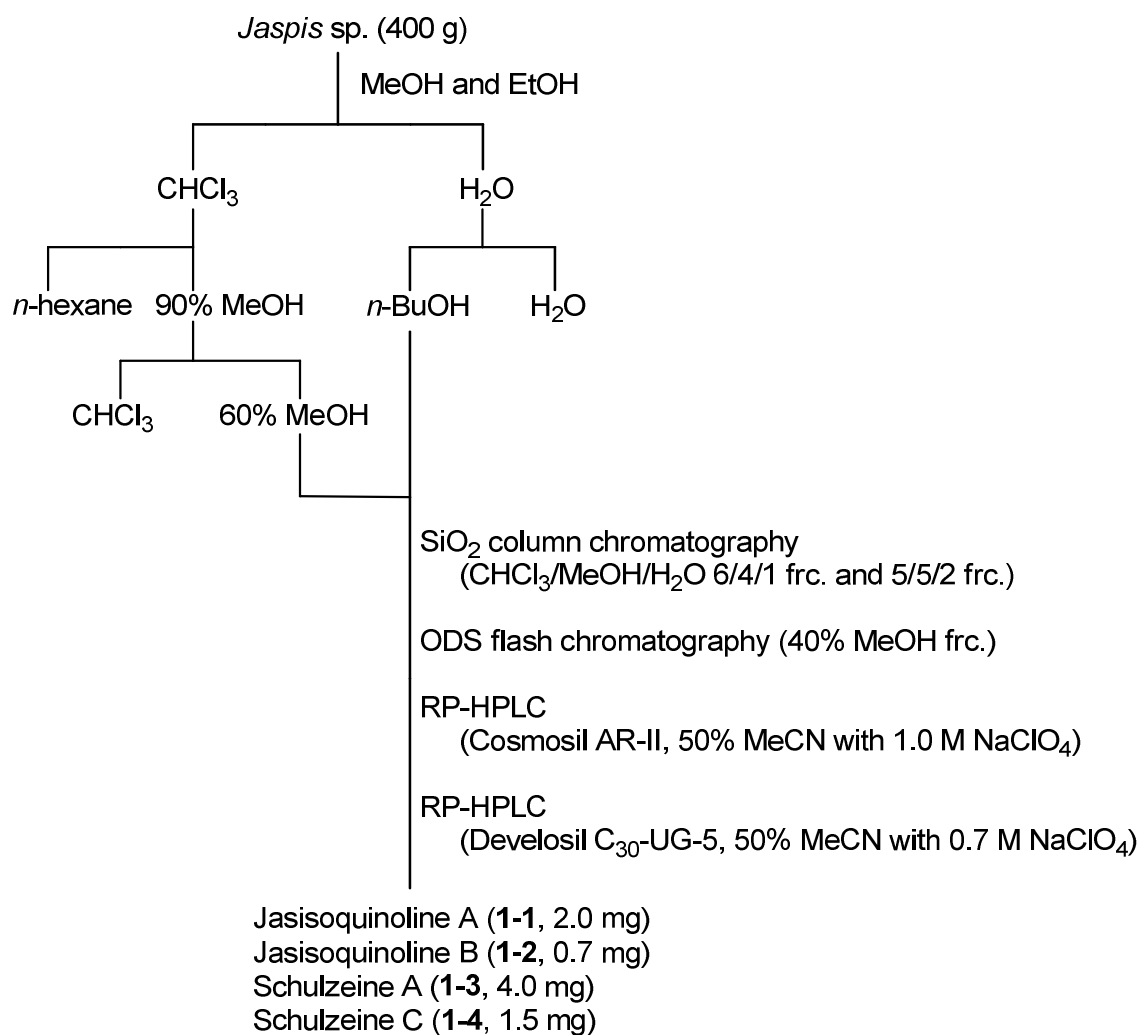 Jaspis sp. (400 g)
MeOH and EtOH
CHCl3 H2O
n-hexane 90% MeOH n-BuOH H2O
CHCl3 60% MeOH
SiO2 column chromatography
(CHCl3/MeOH/H2O 6/4/1 frc. and 5/5/2 frc.)
ODS flash chromatography (40% MeOH frc.)
RP-HPLC
(Cosmosil AR-II, 50% MeCN with 1.0 M NaClO4)
RP-HPLC
(Develosil C30-UG-5, 50% MeCN with 0.7 M NaClO4)
Jasisoquinoline A (1-1, 2.0 mg)
Jasisoquinoline B (1-2, 0.7 mg)
Schulzeine A (1-3, 4.0 mg)
Schulzeine C (1-4, 1.5 mg)